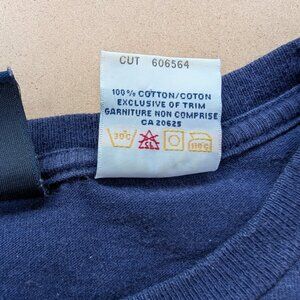 CUT 606564
100% COTTON/COTON
EXCLUSIVE OF TRIM
GARNITURE NON COMPRISE
CA 20625
30°C CL 110°C